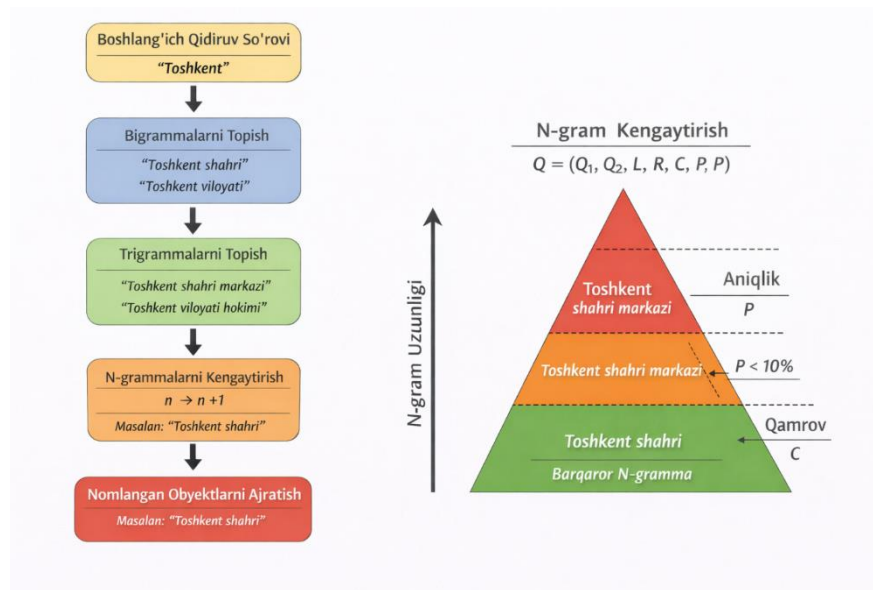 Boshlang'ich Qidiruv So'rovi
"Toshkent"
Bigrammalarni Topish
"Toshkent shahri"
"Toshkent viloyati"
Trigrammalarni Topish
"Toshkent shahri markazi"
"Toshkent viloyati hokimi"
N-grammalarni Kengaytirish
n → n +1
Masalan: "Toshkent shahri"
Nomlangan Obyektlarni Ajratish
Masalan: "Toshkent shahri"
N-gram Kengaytirish
Q = (Q₁, Q₂, L, R, C, P, P)
N-gram Uzunligi
Toshkent
shahri markazi
Aniqlik
P
Toshkent shahri markazi
P < 10%
Toshkent shahri
Barqaror N-gramma
Qamrov
C